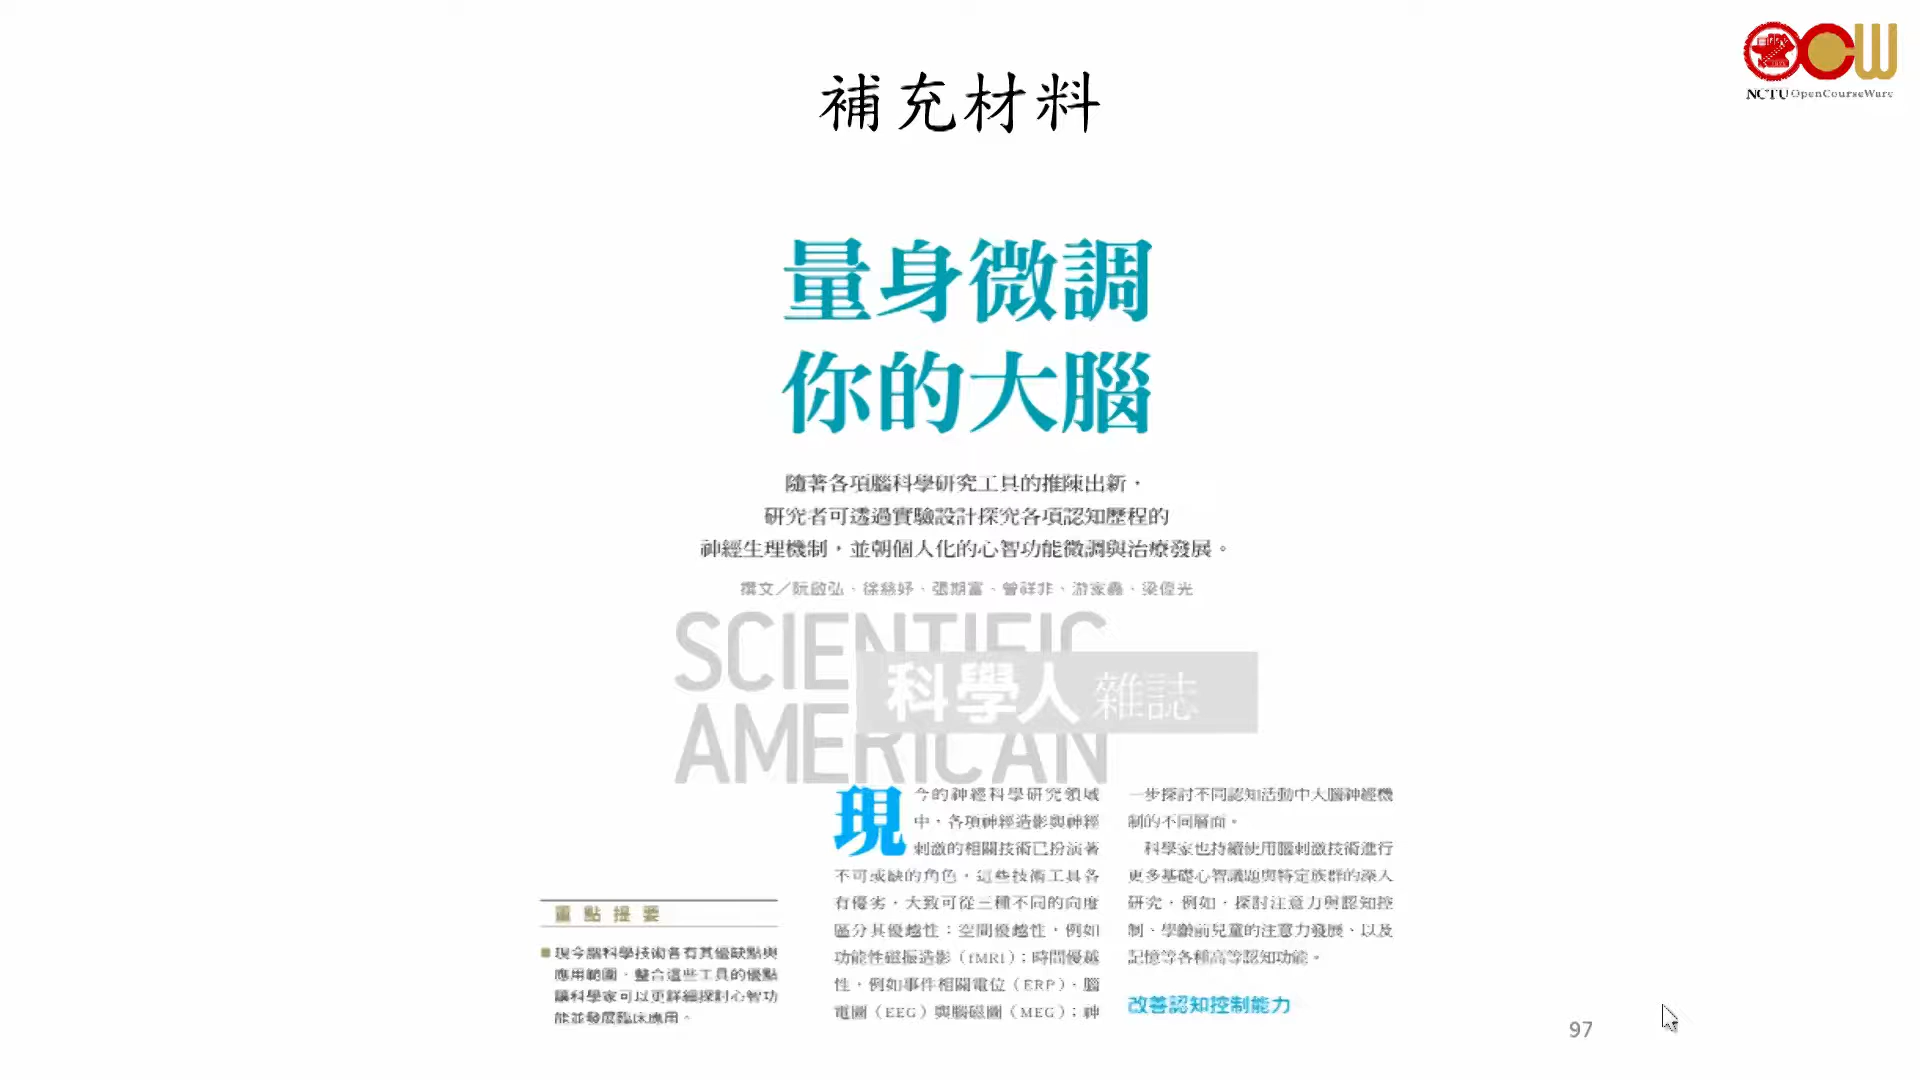 NCTU OpenCourseWare
補充材料
量身微調
你的大腦
隨著各項腦科學研究工具的推陳出新，
研究者可透過實驗設計探究各項認知歷程的
神經生理機制，並朝個人化的心智功能微調與治療發展。
撰文／阮啟弘、徐慈妤、張期富、曾祥非、游家鑫、梁偉光
SCIENTIFIC
AMERICAN
科學人 雜誌
重點提要
■現今腦科學技術各有其優缺點與
應用範圍，整合這些工具的優點
讓科學家可以更詳細探討心智功
能並發展臨床應用。
現今的神經科學研究領域
中，各項神經造影與神經
刺激的相關技術已扮演著
不可或缺的角色，這些技術工具各
有優劣，大致可從三種不同的向度
區分其優越性：空間優越性，例如
功能性磁振造影（fMRI）；時間優越
性，例如事件相關電位（ERP）、腦
電圖（EEG）與腦磁圖（MEG）；神
一步探討不同認知活動中大腦神經機
制的不同層面。
科學家也持續使用腦刺激技術進行
更多基礎心智議題與特定族群的深入
研究，例如，探討注意力與認知控
制、學齡前兒童的注意力發展、以及
記憶等各種高等認知功能。
改善認知控制能力
97